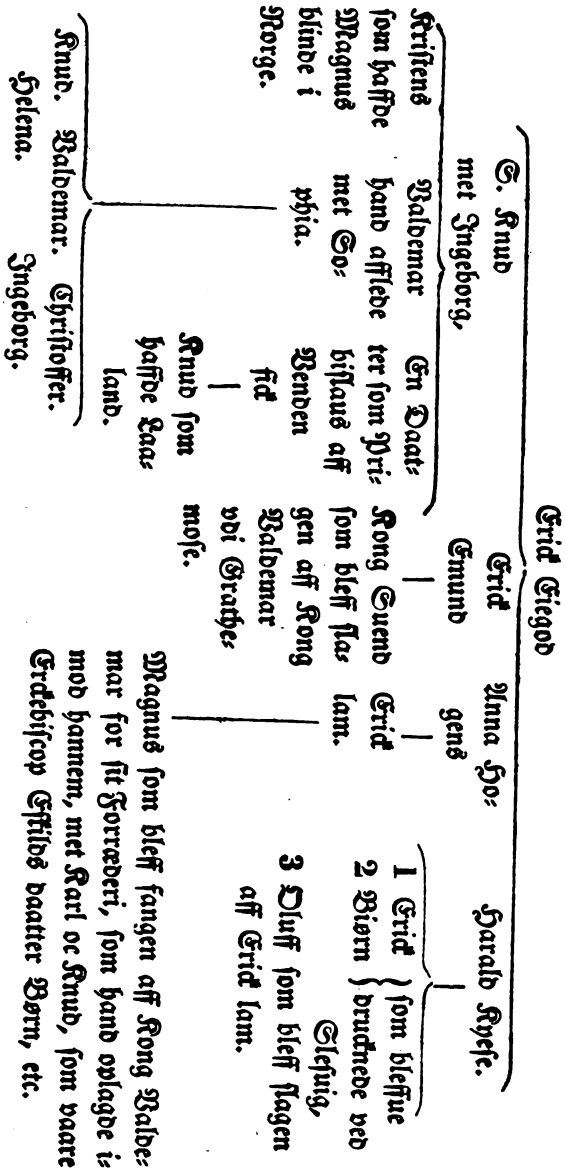 Erick Eiegod
S. Knud
met Ingeborg,
Erick
Emund
Anna Ho⸗
gens
Harald Kyese.
Kristens
som haffde
Magnus
blinde i
Norge.
Valdemar
hand afflede
met So⸗
phia.
En Daat⸗
ter som Pri⸗
bislaus aff
Venden
fick
Knud som
haffde Laa⸗
land.
Kong Suend
som bleff sla⸗
gen aff Kong
Valdemar
vdi Grathe⸗
mose.
Erick
lam.
1 Erick
2 Biørn
som bleffue
drucknede ved
Slesuig,
3 Oluff som bleff slagen
aff Erick lam.
Knud. Valdemar. Christoffer.
Helena. Ingeborg.
Magnus som bleff fangen aff Kong Valde⸗
mar for sit Forræderi, som hand oplagde i⸗
mod hannem, met Karl oc Knud, som vaare
Erckebiscop Eskilds daatter Børn, etc.